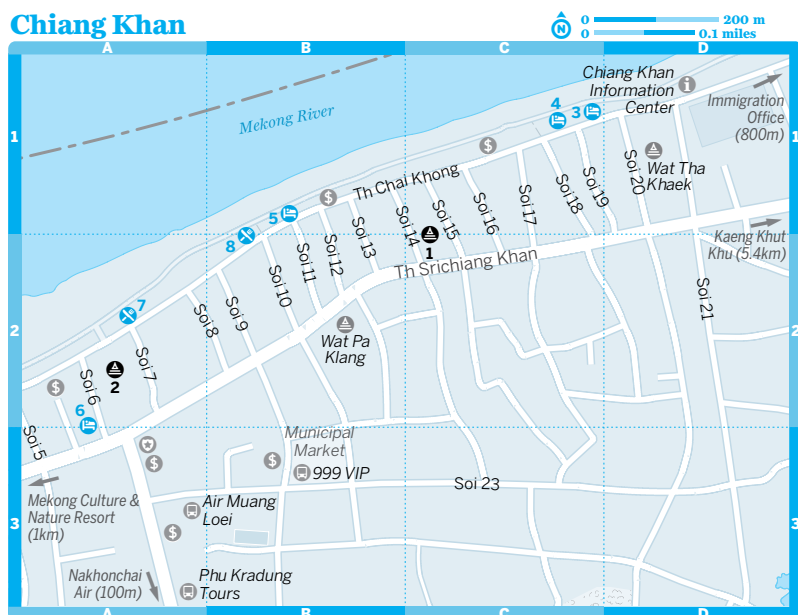 Chiang Khan
N
0 200 m
0 0.1 miles
A B C D
Chiang Khan
Information
Center
i
Immigration
Office
(800m)
4
3
1
1
Mekong River
$
Wat Tha
Khaek
Th Chai Khong
$
Soi 20
Soi 19
Soi 18
Soi 17
Soi 16
Soi 15
Soi 14
Soi 13
Soi 12
Soi 11
Soi 10
5
8
1
Kaeng Khut
Khu (5.4km)
Th Srichiang Khan
Soi 21
7
Soi 9
Soi 8
2
2
Wat Pa
Klang
Soi 7
2
Soi 6
$
6
Soi 5
Municipal
Market
$
$
999 VIP
Soi 23
Mekong Culture &
Nature Resort
(1km)
Air Muang
Loei
3
3
$
Nakhonchai
Air (100m)
Phu Kradung
Tours
A B C D